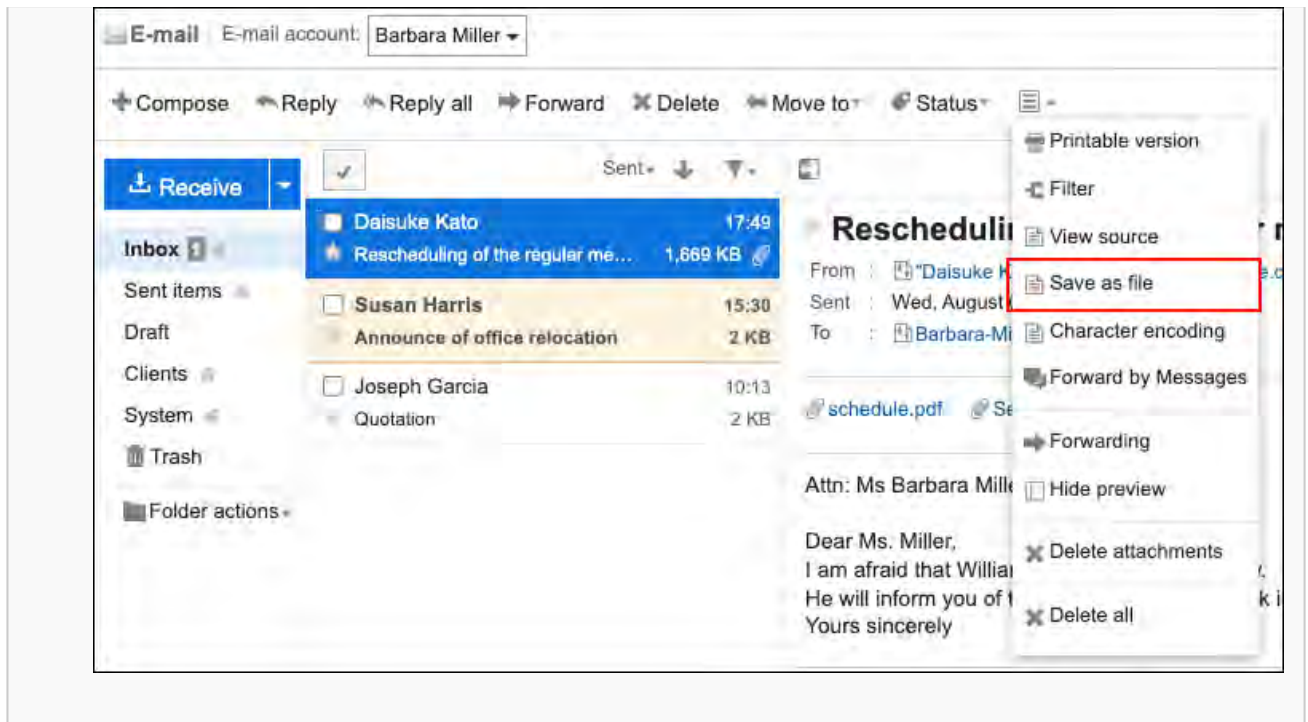 E-mail E-mail account: Barbara Miller
Compose Reply Reply all Forward Delete Move to Status
Receive
Inbox
Sent items
Draft
Clients
System
Trash
Folder actions
Sent
Daisuke Kato 17:49
Rescheduling of the regular me... 1,669 KB
Susan Harris 15:30
Announce of office relocation 2 KB
Joseph Garcia 10:13
Quotation 2 KB
From : "Daisuke K
Sent : Wed, August
To : Barbara-Mi
schedule.pdf
Attn: Ms Barbara Mille
Dear Ms. Miller,
I am afraid that
He will inform you of
Yours sincerely
Printable version
Filter
View source
Save as file
Character encoding
Forward by Messages
Forwarding
Hide preview
Delete attachments
Delete all